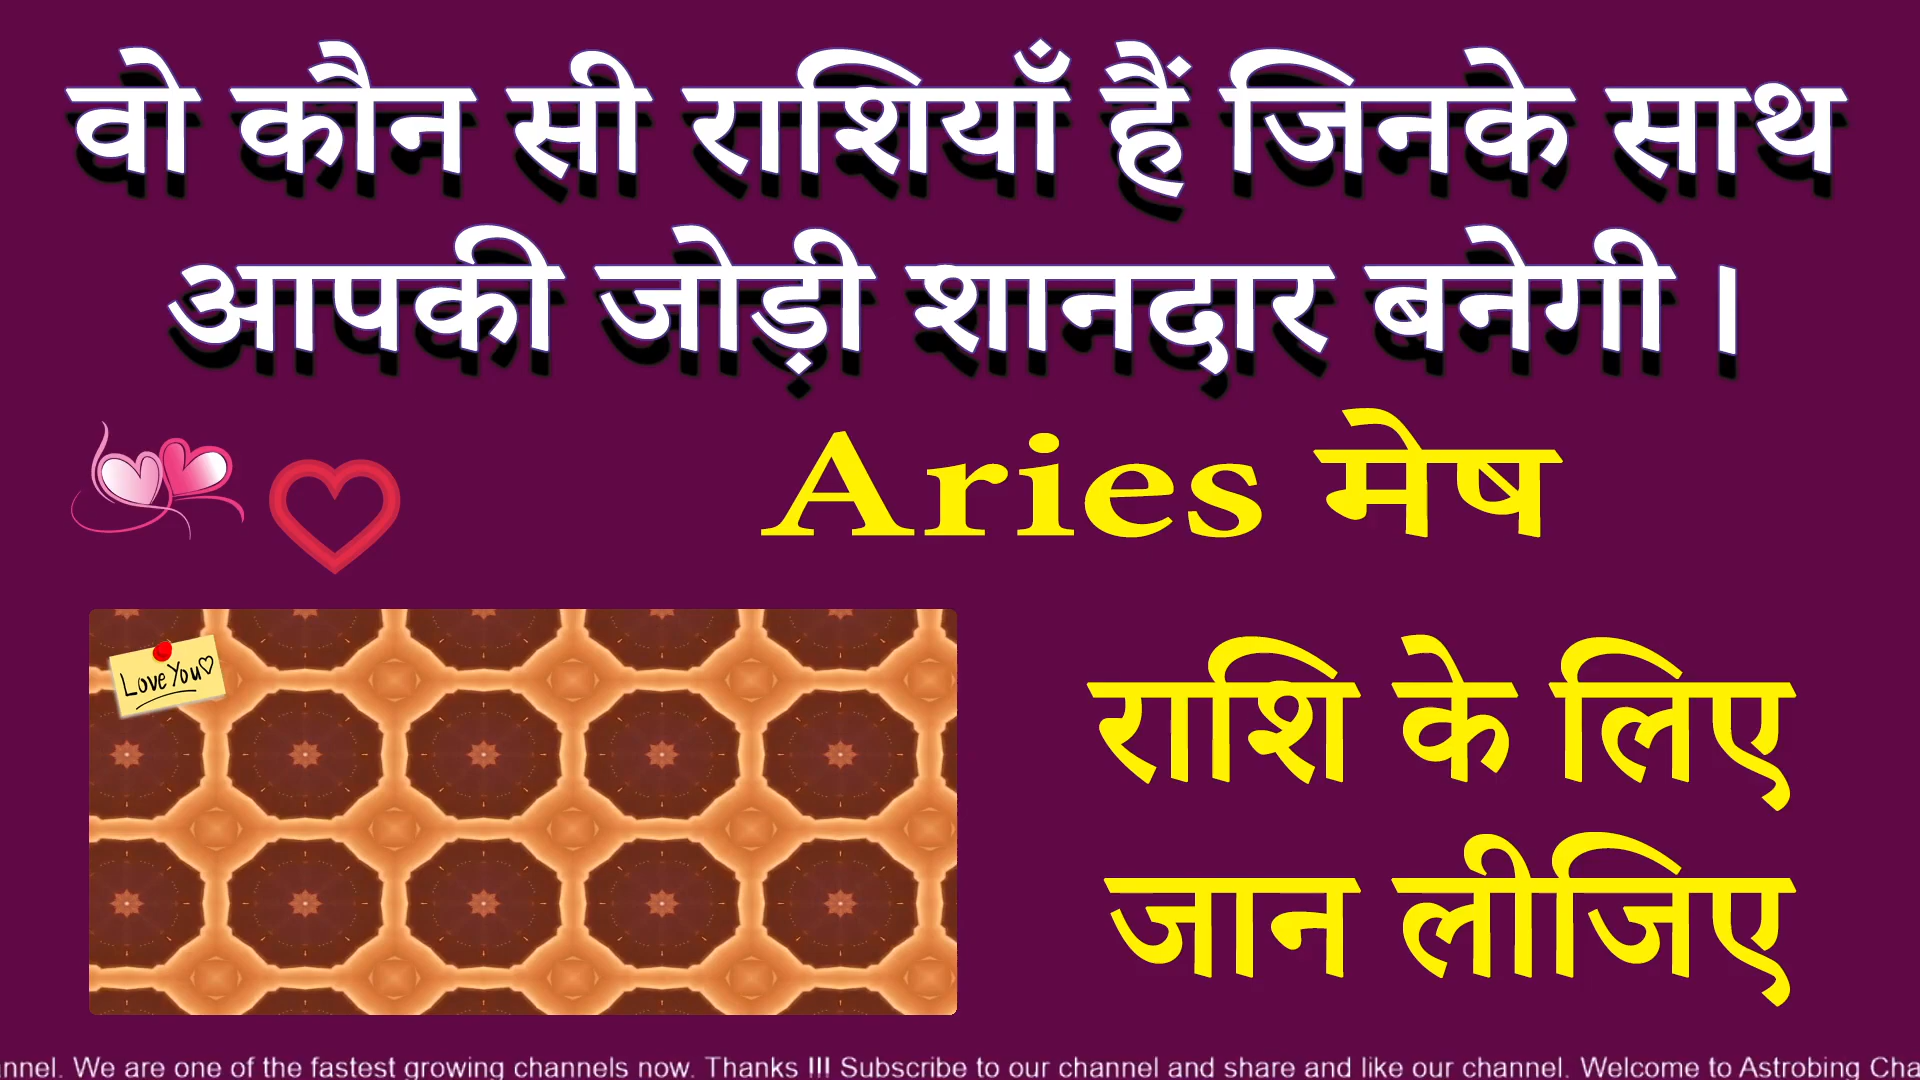 वो कौन सी राशियाँ हैं जिनके साथ
आपकी जोड़ी शानदार बनेगी ।
Aries मेष
Love You
राशि के लिए
जान लीजिए
nnel. We are one of the fastest growing channels now. Thanks !!! Subscribe to our channel and share and like our channel. Welcome to Astrobing Cha